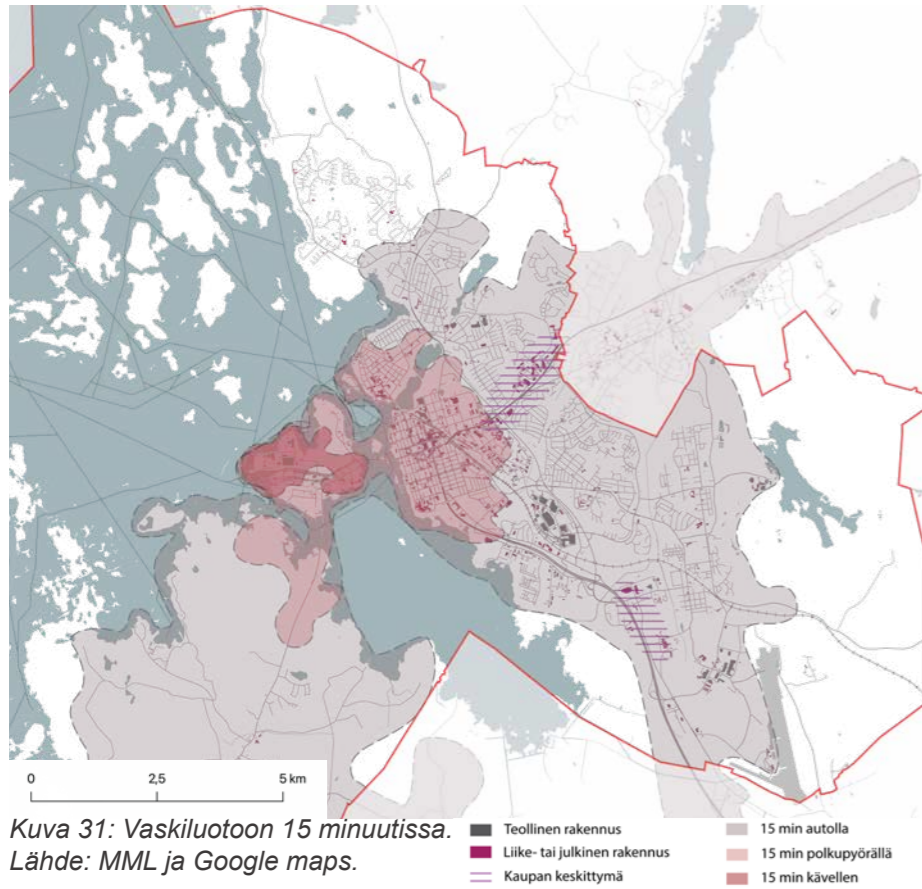 0 2,5 5 km
Kuva 31: Vaskiluotoon 15 minuutissa.
Lähde: MML ja Google maps.
Teollinen rakennus
Liike- tai julkinen rakennus
Kaupan keskittymä
15 min autolla
15 min polkupyörällä
15 min kävellen